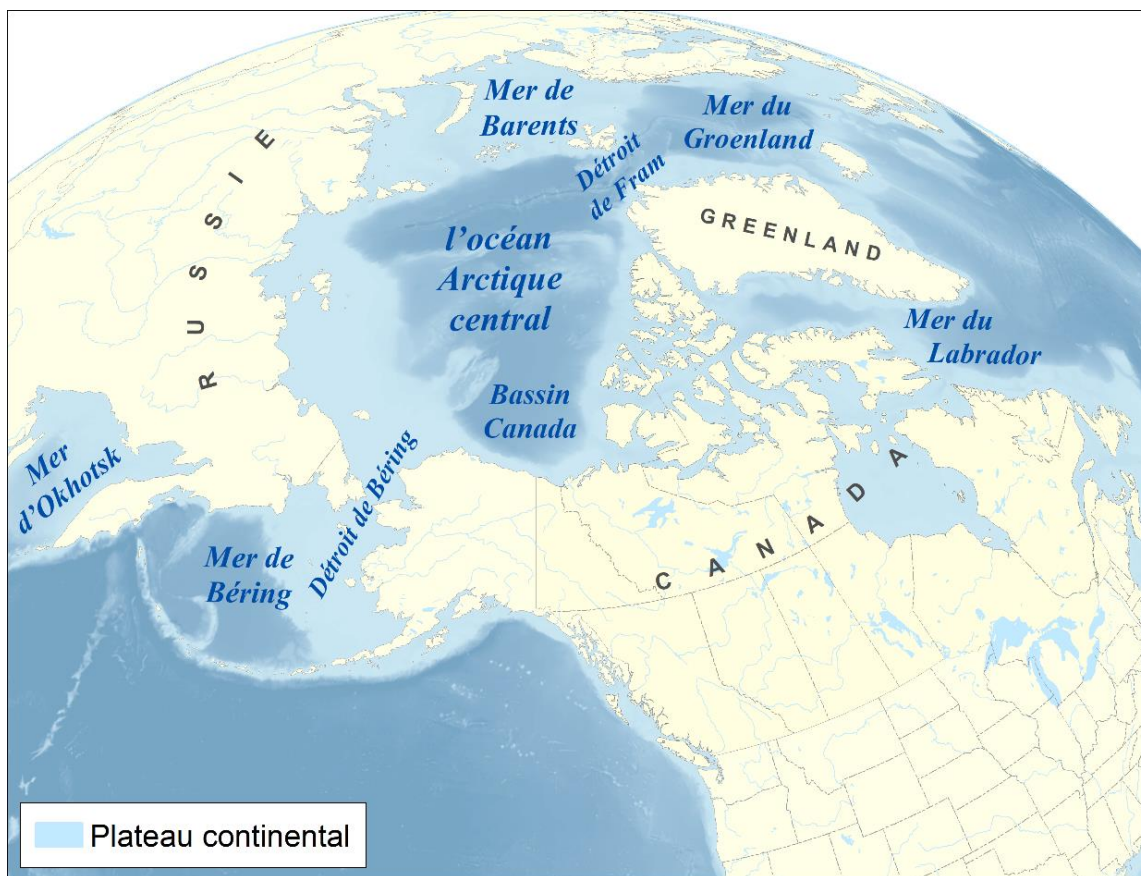 Mer de
Barents
Mer du
Groenland
Détroit
de Fram
RUSSIE
l'océan
Arctique
central
GREENLAND
Mer du
Labrador
Bassin
Canada
Mer
d'Okhotsk
Détroit de Béring
Mer de
Béring
CANADA
Plateau continental